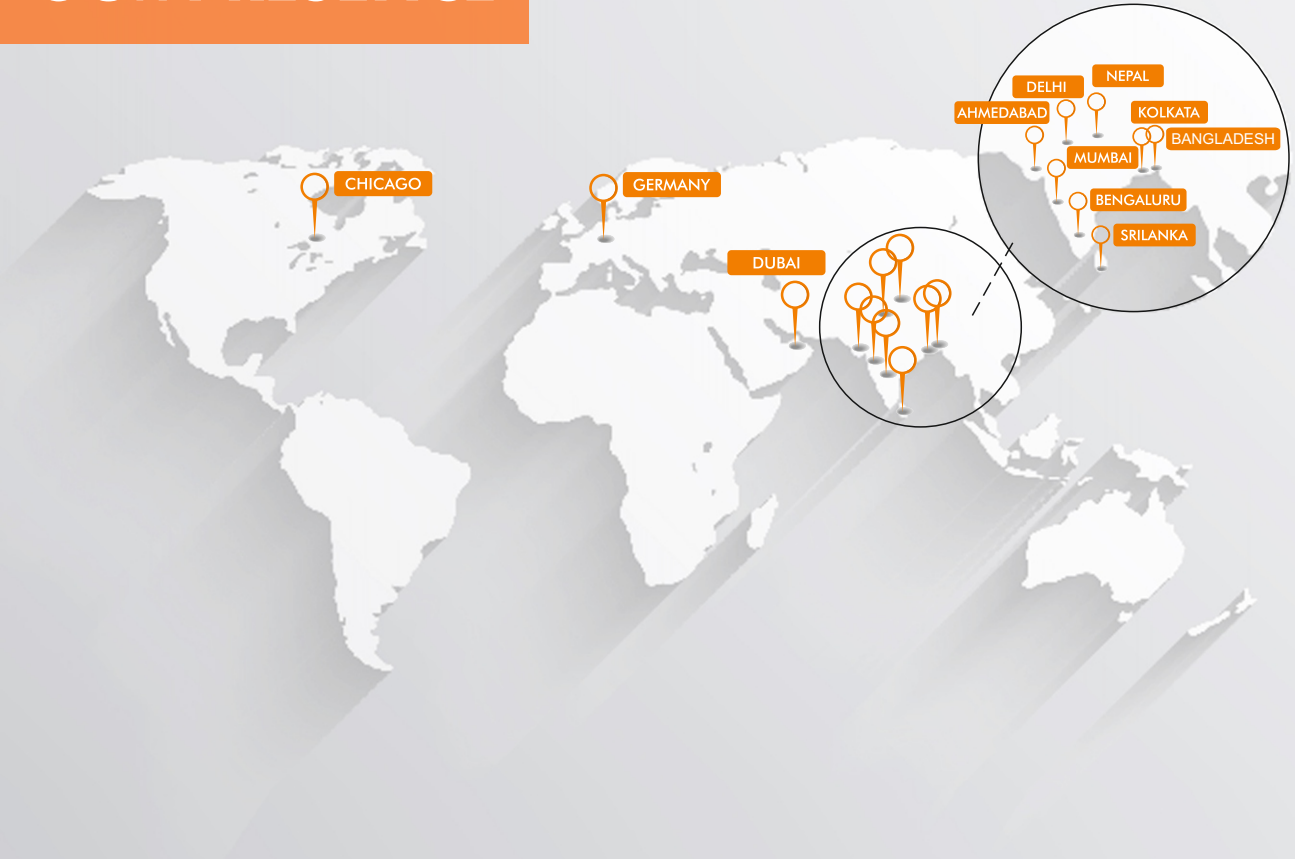 NEPAL
DELHI
AHMEDABAD
KOLKATA
BANGLADESH
MUMBAI
CHICAGO
GERMANY
BENGALURU
SRILANKA
DUBAI